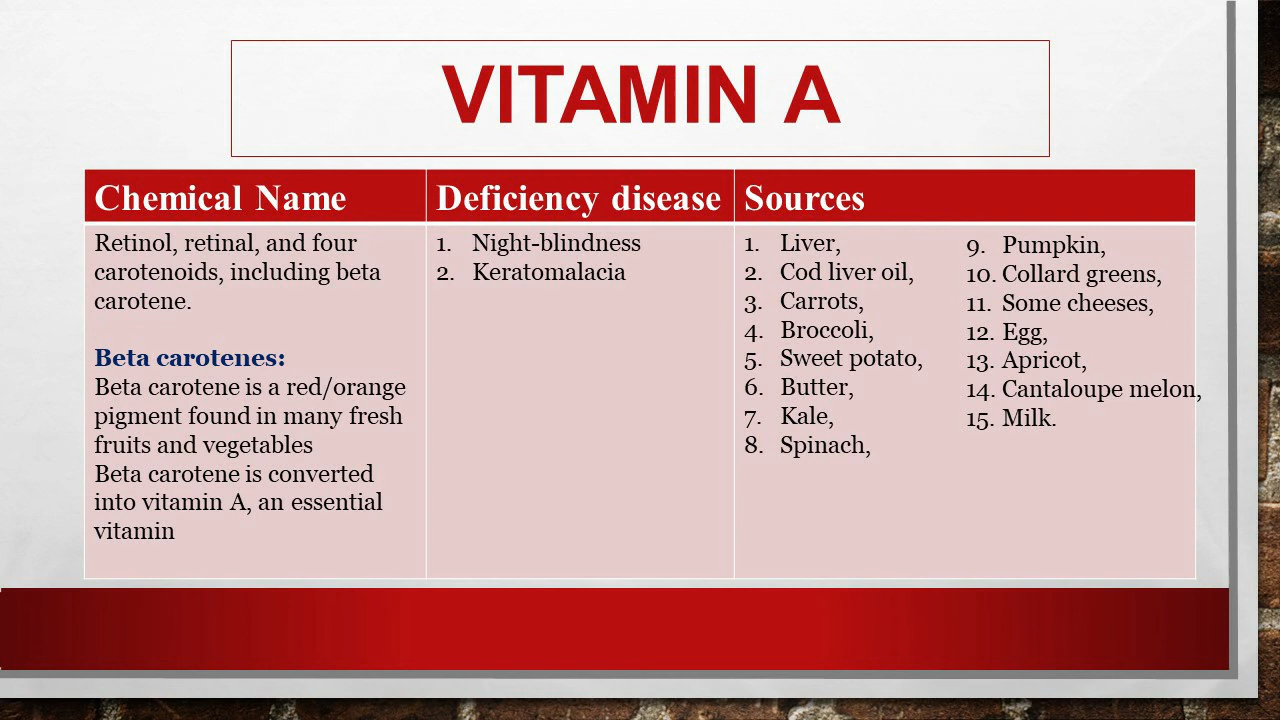 VITAMIN A
Chemical Name
Deficiency disease
Sources
Retinol, retinal, and four
carotenoids, including beta
carotene.
Beta carotenes:
Beta carotene is a red/orange
pigment found in many fresh
fruits and vegetables
Beta carotene is converted
into vitamin A, an essential
vitamin
1. Night-blindness
2. Keratomalacia
1. Liver,
2. Cod liver oil,
3. Carrots,
4. Broccoli,
5. Sweet potato,
6. Butter,
7. Kale,
8. Spinach,
9. Pumpkin,
10. Collard greens,
11. Some cheeses,
12. Egg,
13. Apricot,
14. Cantaloupe melon,
15. Milk.